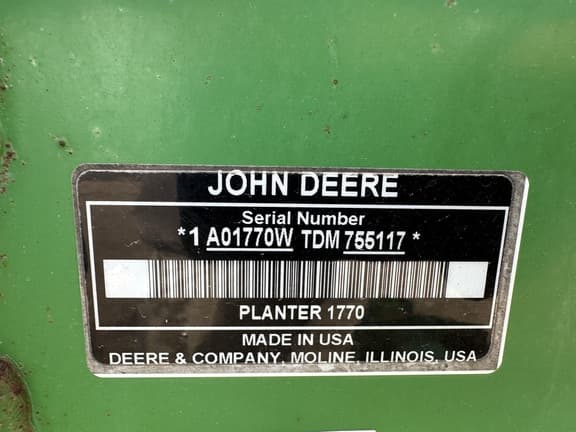 JOHN DEERE
Serial Number
*1 A01770W TDM 755117 *
PLANTER 1770
MADE IN USA
DEERE & COMPANY, MOLINE, ILLINOIS, USA